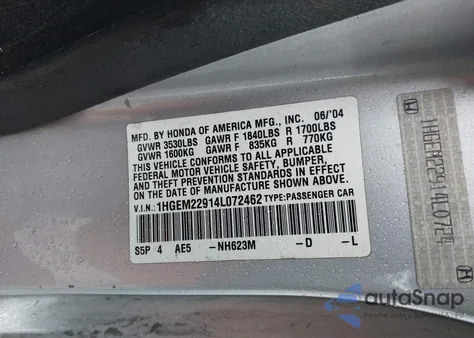 MFD. BY HONDA OF AMERICA MFG., INC. 06/'04
GVWR 3530LBS GAWR F 1840LBS R 1700LBS
GVWR 1600KG GAWR F 835KG R 770KG
THIS VEHICLE CONFORMS TO ALL APPLICABLE
FEDERAL MOTOR VEHICLE SAFETY, BUMPER,
AND THEFT PREVENTION STANDARDS IN EFFECT
ON THE DATE OF MANUFACTURE SHOWN ABOVE.
V.I.N.: 1HGEM22914L072462 TYPE: PASSENGER CAR
S5P 4 AE5 -NH623M -D -L
autoSnap